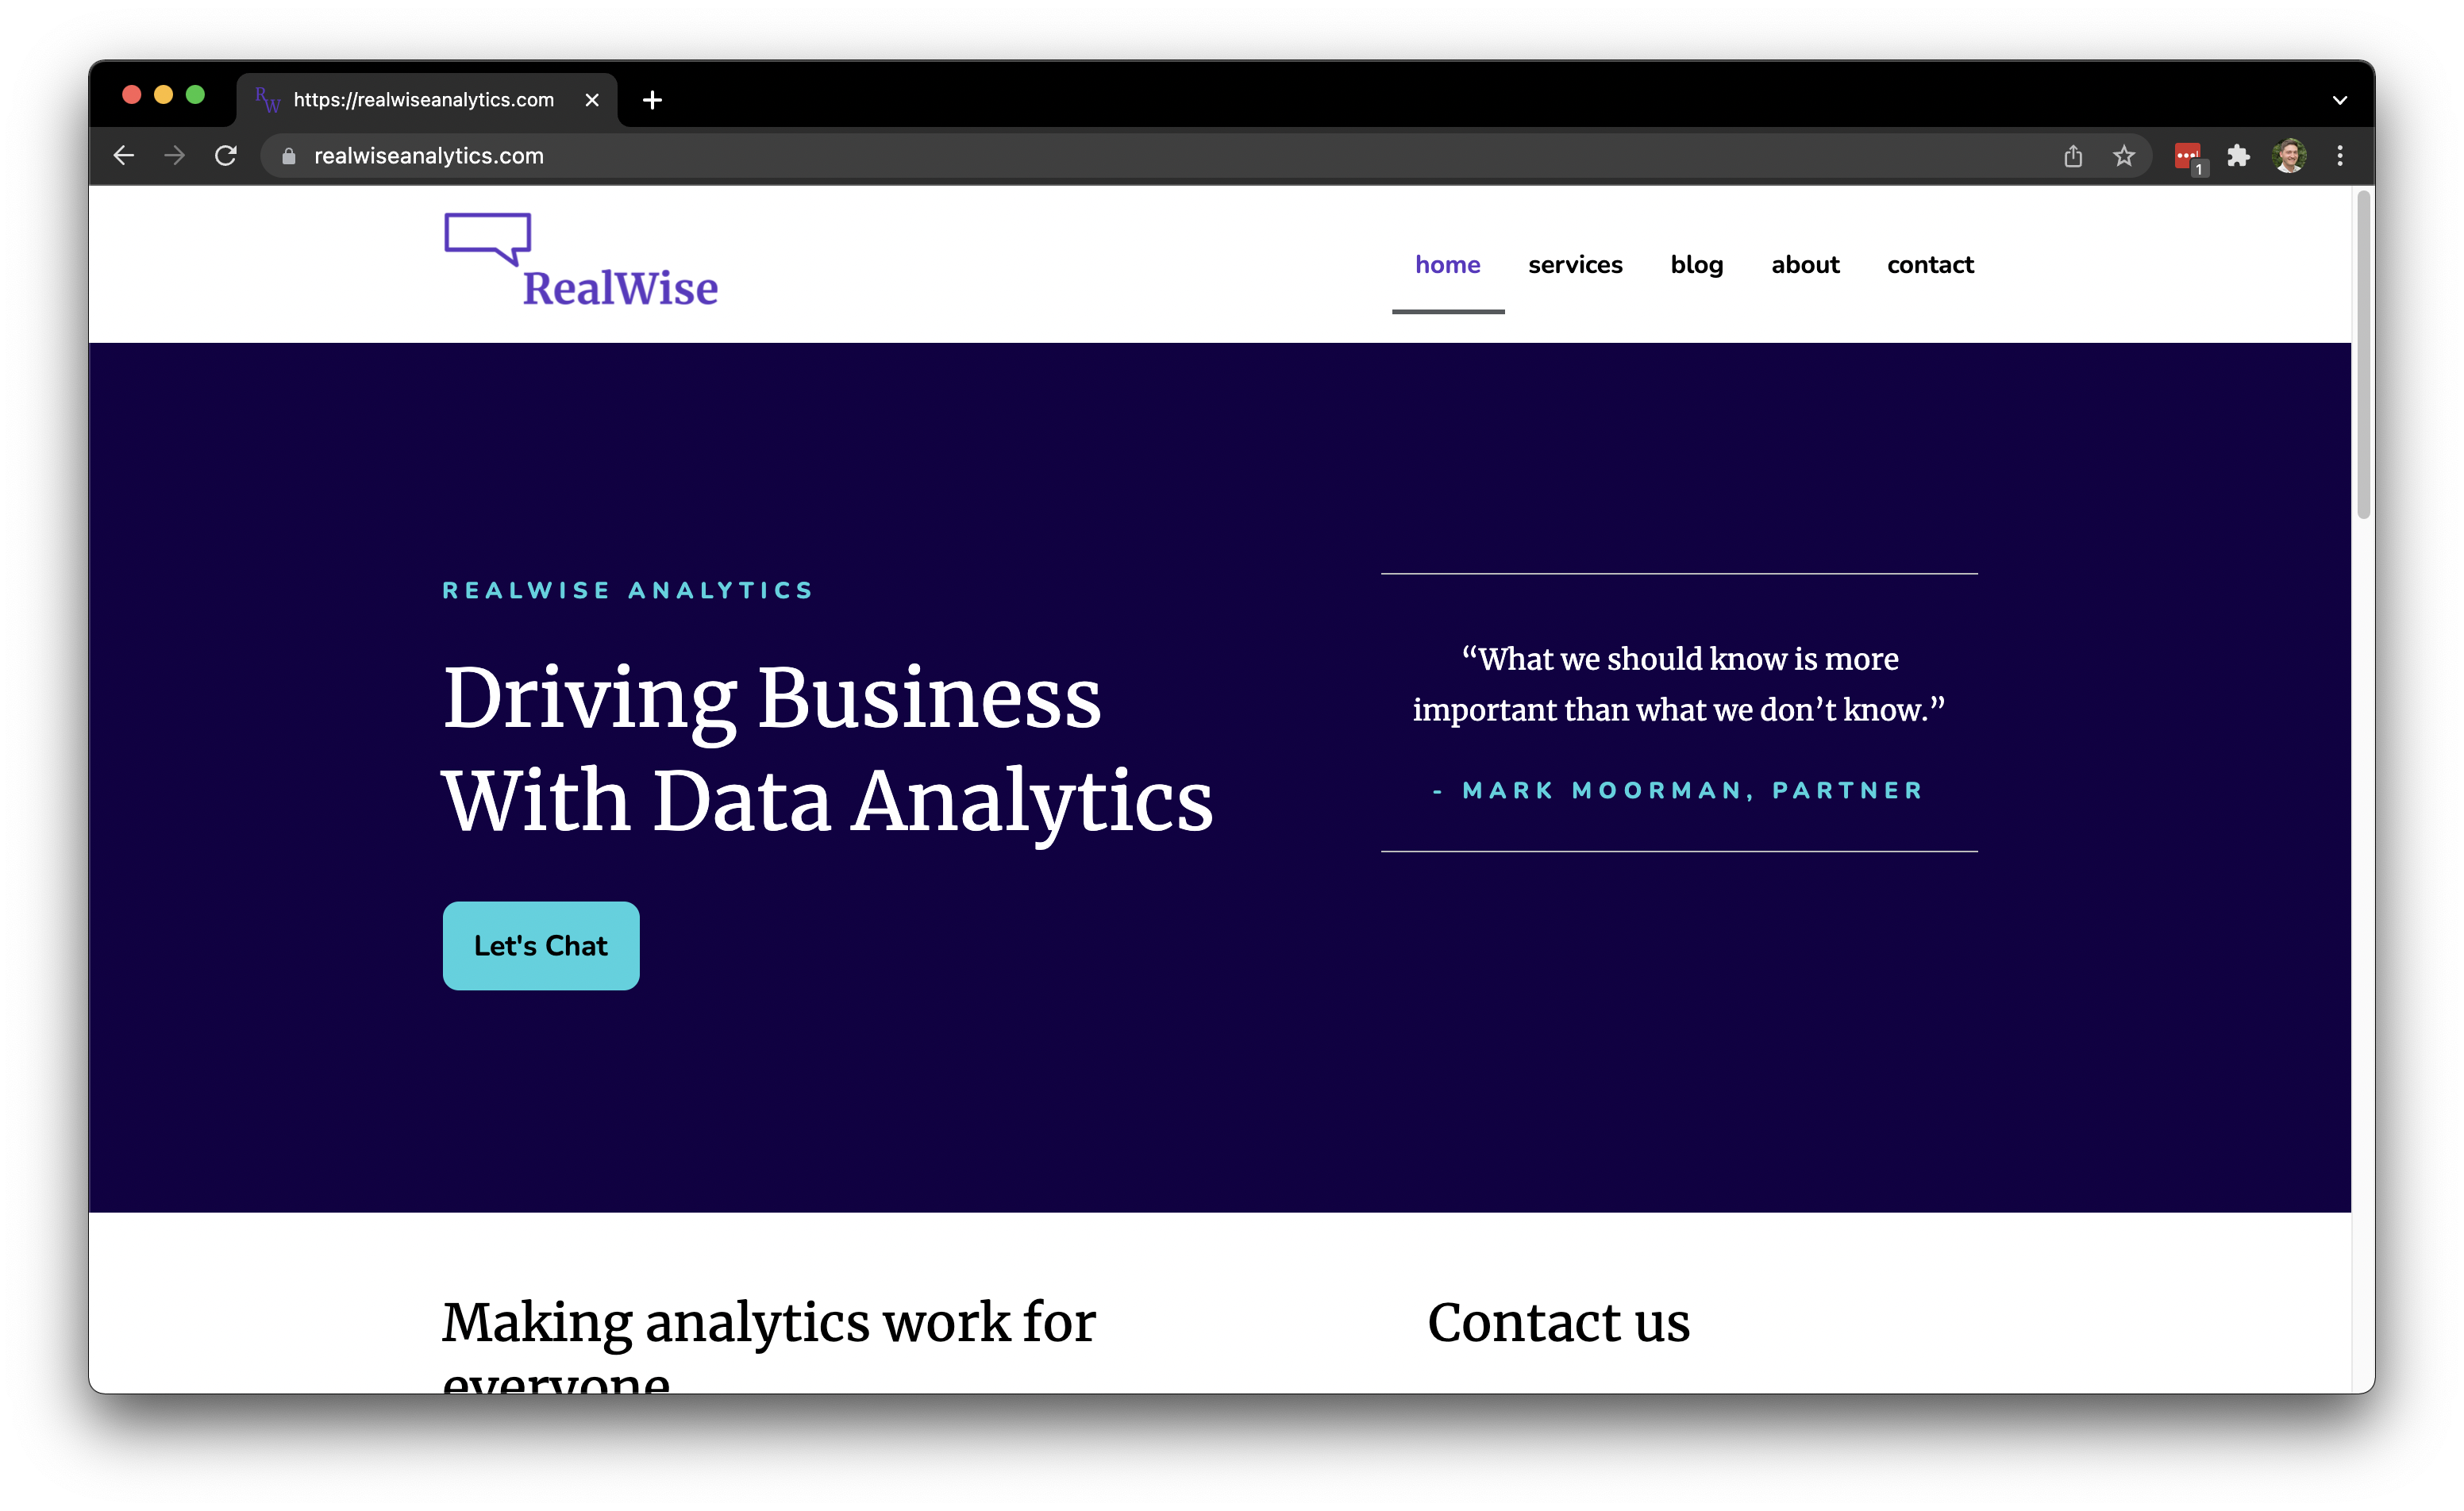 RW https://realwiseanalytics.com
realwiseanalytics.com
1
RealWise
home services blog about contact
REALWISE ANALYTICS
Driving Business
With Data Analytics
Let's Chat
“What we should know is more
important than what we don’t know.”
- MARK MOORMAN, PARTNER
Making analytics work for
everyone
Contact us